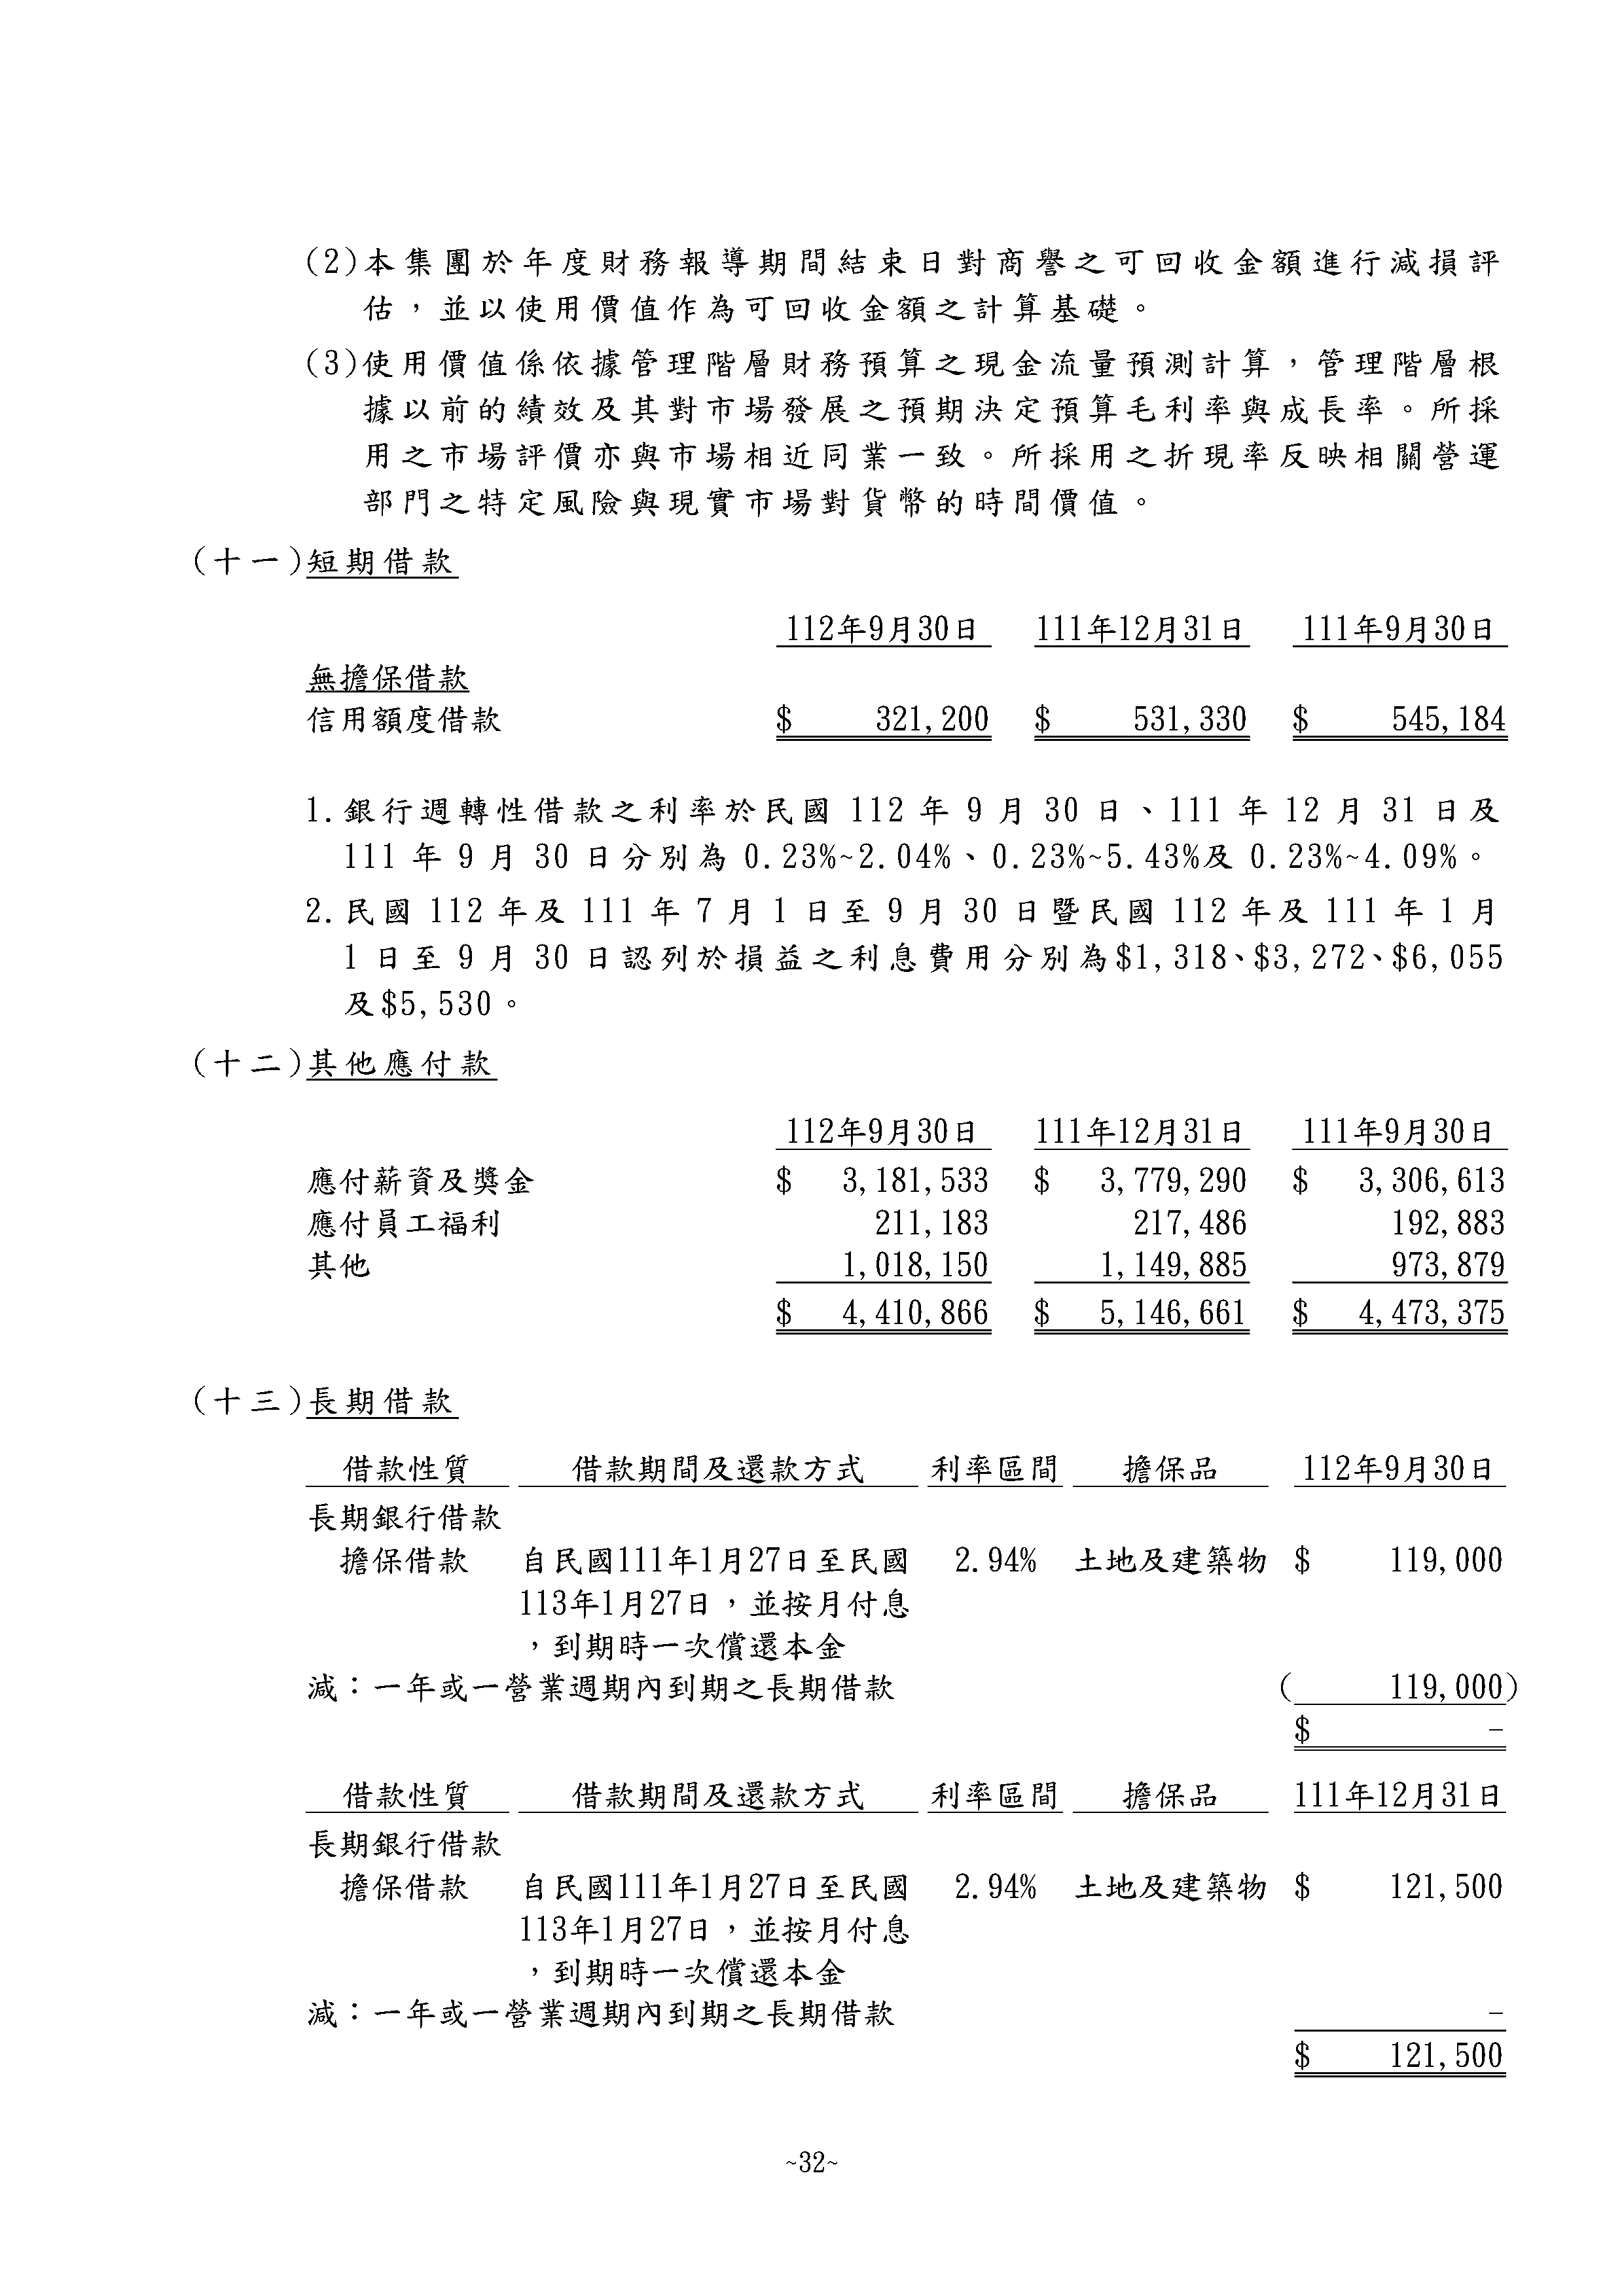 (2)本集團於年度財務報導期間結束日對商譽之可回收金額進行減損評
估，並以使用價值作為可回收金額之計算基礎。
(3)使用價值係依據管理階層財務預算之現金流量預測計算，管理階層根
據以前的績效及其對市場發展之預期決定預算毛利率與成長率。所採
用之市場評價亦與市場相近同業一致。所採用之折現率反映相關營運
部門之特定風險與現實市場對貨幣的時間價值。
(十一)短期借款
112年9月30日 111年12月31日 111年9月30日
無擔保借款
信用額度借款 $ 321,200 $ 531,330 $ 545,184
1.銀行週轉性借款之利率於民國 112 年 9 月 30 日、111 年 12 月 31 日及
111 年 9 月 30 日分別為 0.23%~2.04%、0.23%~5.43%及 0.23%~4.09%。
2.民國 112 年及 111 年 7 月 1 日至 9 月 30 日暨民國 112 年及 111 年 1 月
1 日至 9 月 30 日認列於損益之利息費用分別為$1,318、$3,272、$6,055
及$5,530。
(十二)其他應付款
112年9月30日 111年12月31日 111年9月30日
應付薪資及獎金 $ 3,181,533 $ 3,779,290 $ 3,306,613
應付員工福利 211,183 217,486 192,883
其他 1,018,150 1,149,885 973,879
$ 4,410,866 $ 5,146,661 $ 4,473,375
(十三)長期借款
借款性質 借款期間及還款方式 利率區間 擔保品 112年9月30日
長期銀行借款
擔保借款 自民國111年1月27日至民國 2.94% 土地及建築物 $ 119,000
113年1月27日，並按月付息
，到期時一次償還本金
減：一年或一營業週期內到期之長期借款 ( 119,000)
$ -
借款性質 借款期間及還款方式 利率區間 擔保品 111年12月31日
長期銀行借款
擔保借款 自民國111年1月27日至民國 2.94% 土地及建築物 $ 121,500
113年1月27日，並按月付息
，到期時一次償還本金
減：一年或一營業週期內到期之長期借款 -
$ 121,500
~32~